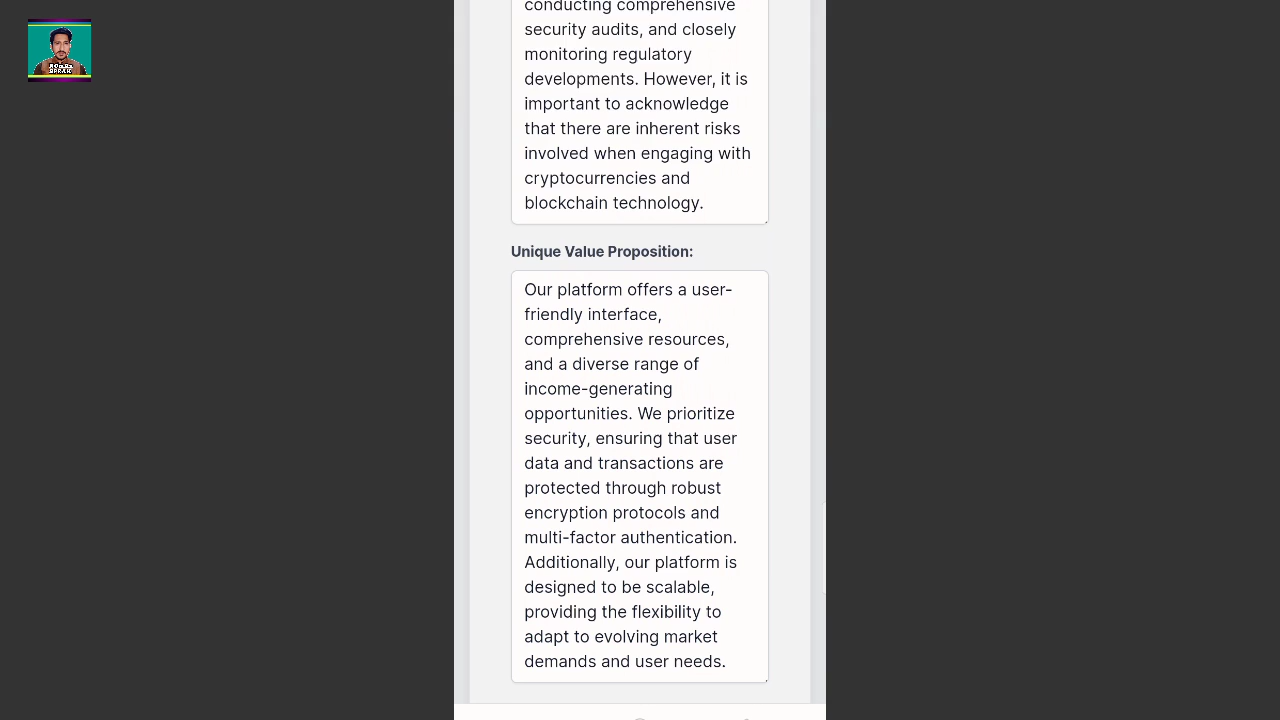 conducting comprehensive
security audits, and closely
monitoring regulatory
developments. However, it is
important to acknowledge
that there are inherent risks
involved when engaging with
cryptocurrencies and
blockchain technology.
Unique Value Proposition:
Our platform offers a user-
friendly interface,
comprehensive resources,
and a diverse range of
income-generating
opportunities. We prioritize
security, ensuring that user
data and transactions are
protected through robust
encryption protocols and
multi-factor authentication.
Additionally, our platform is
designed to be scalable,
providing the flexibility to
adapt to evolving market
demands and user needs.